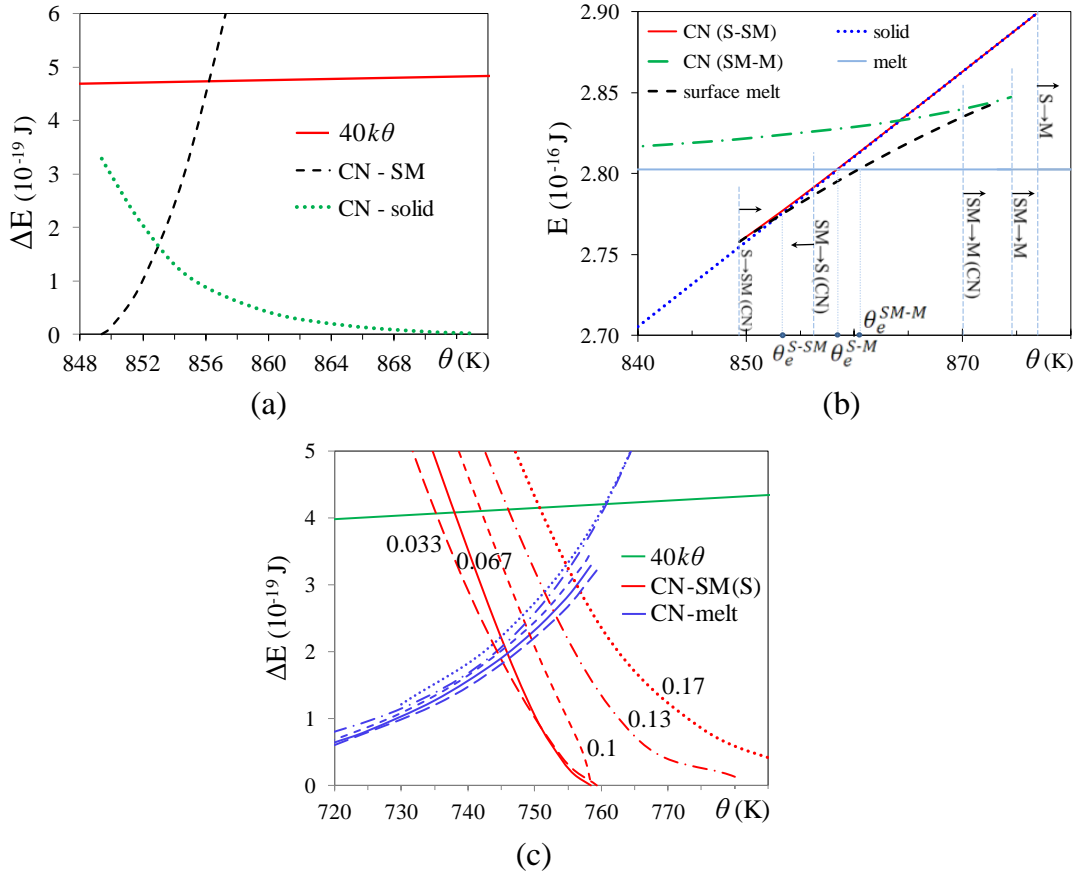 6
5
4
3
2
1
0
ΔE (10⁻¹⁹ J)
40kθ
CN - SM
CN - solid
848 852 856 860 864 868
θ (K)
(a)
2.90
2.85
2.80
2.75
2.70
E (10⁻¹⁶ J)
CN (S-SM)
CN (SM-M)
surface melt
solid
melt
S→SM (CN)
SM→S (CN)
SM→M (CN)
SM→M
S→M
θₑ^SM-M
840 850 870 θ (K)
θₑ^S-SM θₑ^S-M
(b)
5
4
3
2
1
0
ΔE (10⁻¹⁹ J)
0.033
0.067
0.1
0.13
0.17
40kθ
CN-SM(S)
CN-melt
720 730 740 750 760 θ (K)
(c)